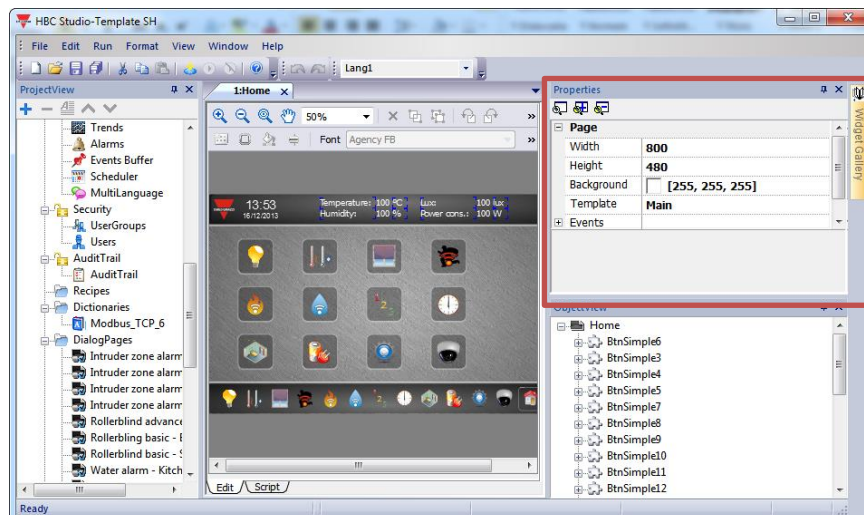 HBC Studio-Template SH
File Edit Run Format View Window Help
Lang1
ProjectView
Trends
Alarms
Events Buffer
Scheduler
MultiLanguage
Security
UserGroups
Users
AuditTrail
AuditTrail
Recipes
Dictionaries
Modbus_TCP_6
DialogPages
Intruder zone alarm
Intruder zone alarm
Intruder zone alarm
Intruder zone alarm
Rollerblind advance
Rollerbling basic - E
Rollerblind basic - S
Water alarm - Kitch
1:Home
50%
Font Agency FB
13:53
16/12/2013
Temperature: 100 ºC Lux: 100 lux
Humidity: 100 % Power cons.: 100 W
Edit Script
Properties
Page
Width 800
Height 480
Background [255, 255, 255]
Template Main
Events
Widget Gallery
ObjectView
Home
BtnSimple6
BtnSimple3
BtnSimple4
BtnSimple5
BtnSimple7
BtnSimple8
BtnSimple9
BtnSimple10
BtnSimple11
BtnSimple12
Ready